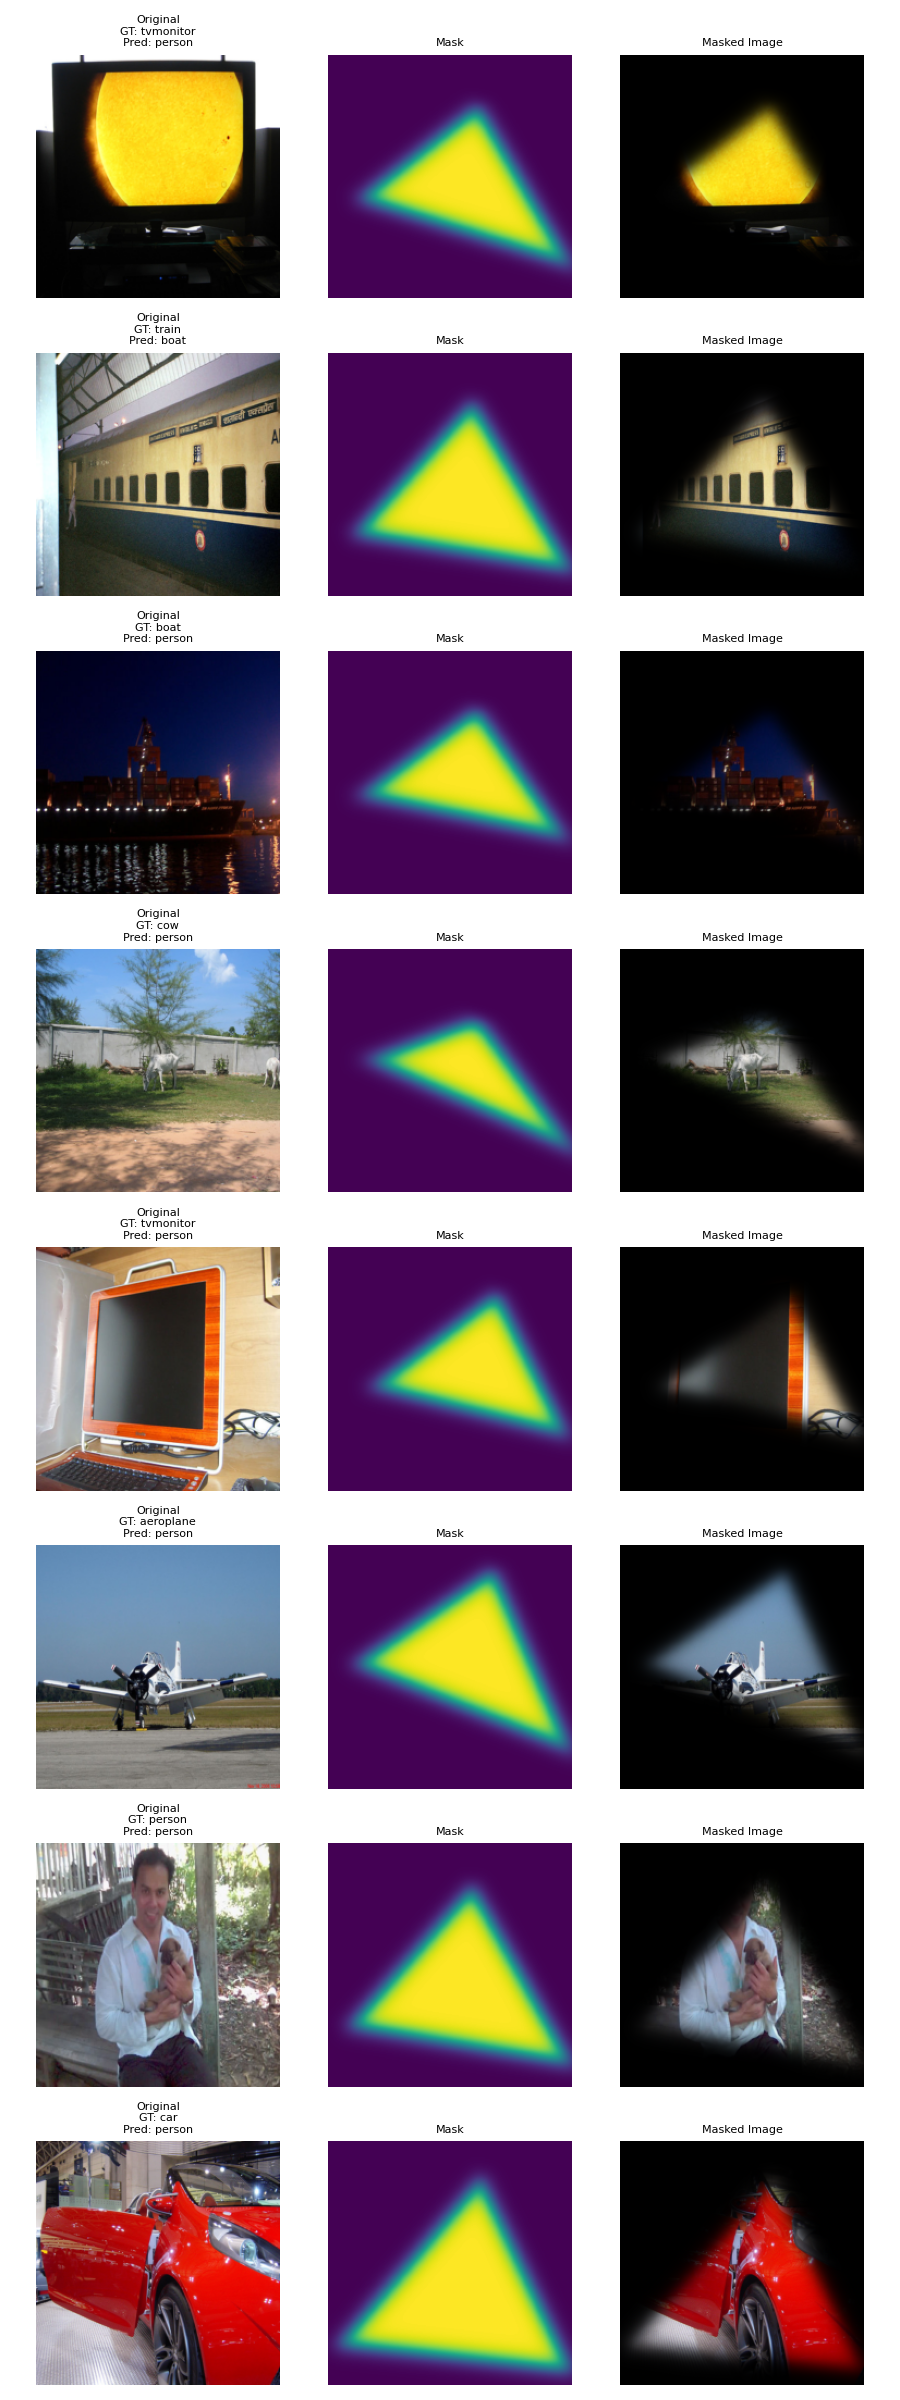 Original
GT: tvmonitor
Pred: person
Mask
Masked Image
Original
GT: train
Pred: boat
Mask
Masked Image
Original
GT: boat
Pred: person
Mask
Masked Image
Original
GT: cow
Pred: person
Mask
Masked Image
Original
GT: tvmonitor
Pred: person
Mask
Masked Image
Original
GT: aeroplane
Pred: person
Mask
Masked Image
Original
GT: person
Pred: person
Mask
Masked Image
Original
GT: car
Pred: person
Mask
Masked Image